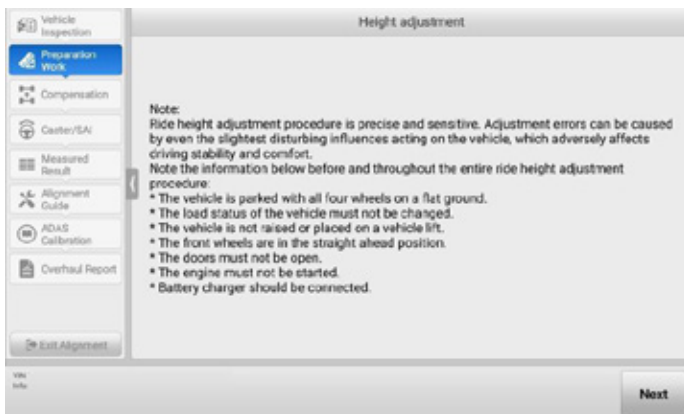 Vehicle
Inspection
Preparation
Work
Compensation
Caster/SAI
Measured
Result
Alignment
Guide
ADAS
Calibration
Overhaul Report
Exit Alignment
Height adjustment
Note:
Ride height adjustment procedure is precise and sensitive. Adjustment errors can be caused
by even the slightest disturbing influences acting on the vehicle, which adversely affects
driving stability and comfort.
Note the information below before and throughout the entire ride height adjustment
procedure:
* The vehicle is parked with all four wheels on a flat ground.
* The load status of the vehicle must not be changed.
* The vehicle is not raised or placed on a vehicle lift.
* The front wheels are in the straight ahead position.
* The doors must not be open.
* The engine must not be started.
* Battery charger should be connected.
VIN
Info
Next